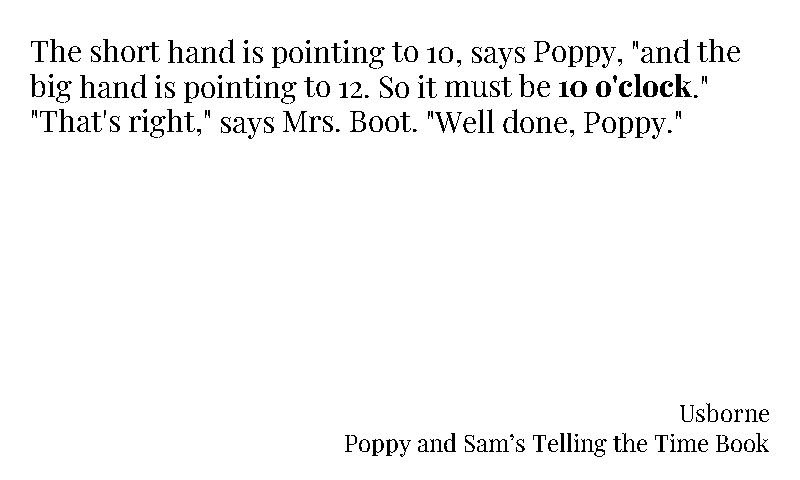 The short hand is pointing to 10, says Poppy, "and the
big hand is pointing to 12. So it must be 10 o'clock."
"That's right," says Mrs. Boot. "Well done, Poppy."
Usborne
Poppy and Sam’s Telling the Time Book